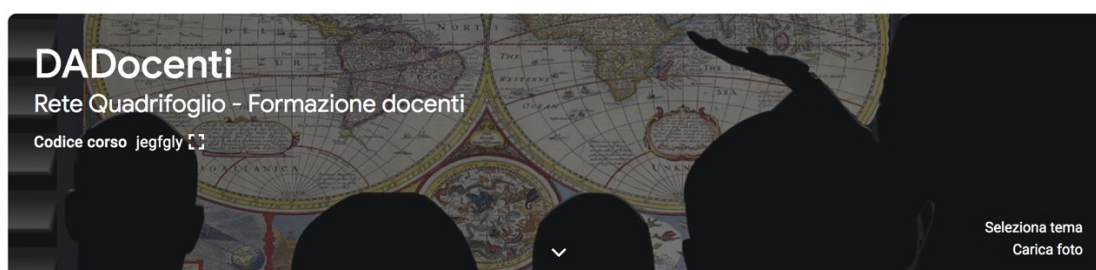 DADocenti
Rete Quadrifoglio - Formazione docenti
Codice corso jegfgly
Seleziona tema
Carica foto